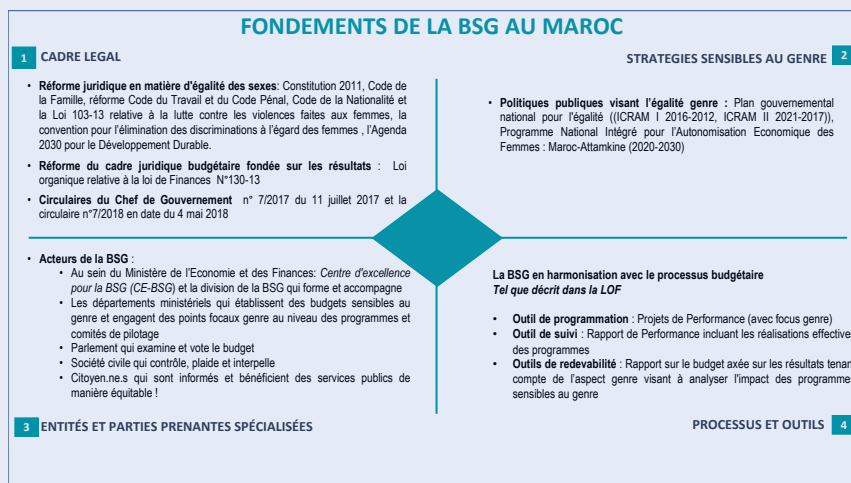 FONDEMENTS DE LA BSG AU MAROC
1 CADRE LEGAL
• Réforme juridique en matière d'égalité des sexes: Constitution 2011, Code de
la Famille, réforme Code du Travail et du Code Pénal, Code de la Nationalité et
la Loi 103-13 relative à la lutte contre les violences faites aux femmes, la
convention pour l'élimination des discriminations à l'égard des femmes , l'Agenda
2030 pour le Développement Durable.
• Réforme du cadre juridique budgétaire fondée sur les résultats : Loi
organique relative à la loi de Finances N°130-13
• Circulaires du Chef de Gouvernement n° 7/2017 du 11 juillet 2017 et la
circulaire n°7/2018 en date du 4 mai 2018
STRATEGIES SENSIBLES AU GENRE 2
• Politiques publiques visant l'égalité genre : Plan gouvernemental
national pour l'égalité ((ICRAM I 2016-2012, ICRAM II 2021-2017)),
Programme National Intégré pour l'Autonomisation Economique des
Femmes : Maroc-Attamkine (2020-2030)
• Acteurs de la BSG :
• Au sein du Ministère de l'Economie et des Finances: Centre d'excellence
pour la BSG (CE-BSG) et la division de la BSG qui forme et accompagne
• Les départements ministériels qui établissent des budgets sensibles au
genre et engagent des points focaux genre au niveau des programmes et
comités de pilotage
• Parlement qui examine et vote le budget
• Société civile qui contrôle, plaide et interpelle
• Citoyen.ne.s qui sont informés et bénéficient des services publics de
manière équitable !
3 ENTITÉS ET PARTIES PRENANTES SPÉCIALISÉES
La BSG en harmonisation avec le processus budgétaire
Tel que décrit dans la LOF
• Outil de programmation : Projets de Performance (avec focus genre)
• Outil de suivi : Rapport de Performance incluant les réalisations effective
des programmes
• Outils de redevabilité : Rapport sur le budget axée sur les résultats tenan
compte de l'aspect genre visant à analyser l'impact des programme
sensibles au genre
PROCESSUS ET OUTILS 4